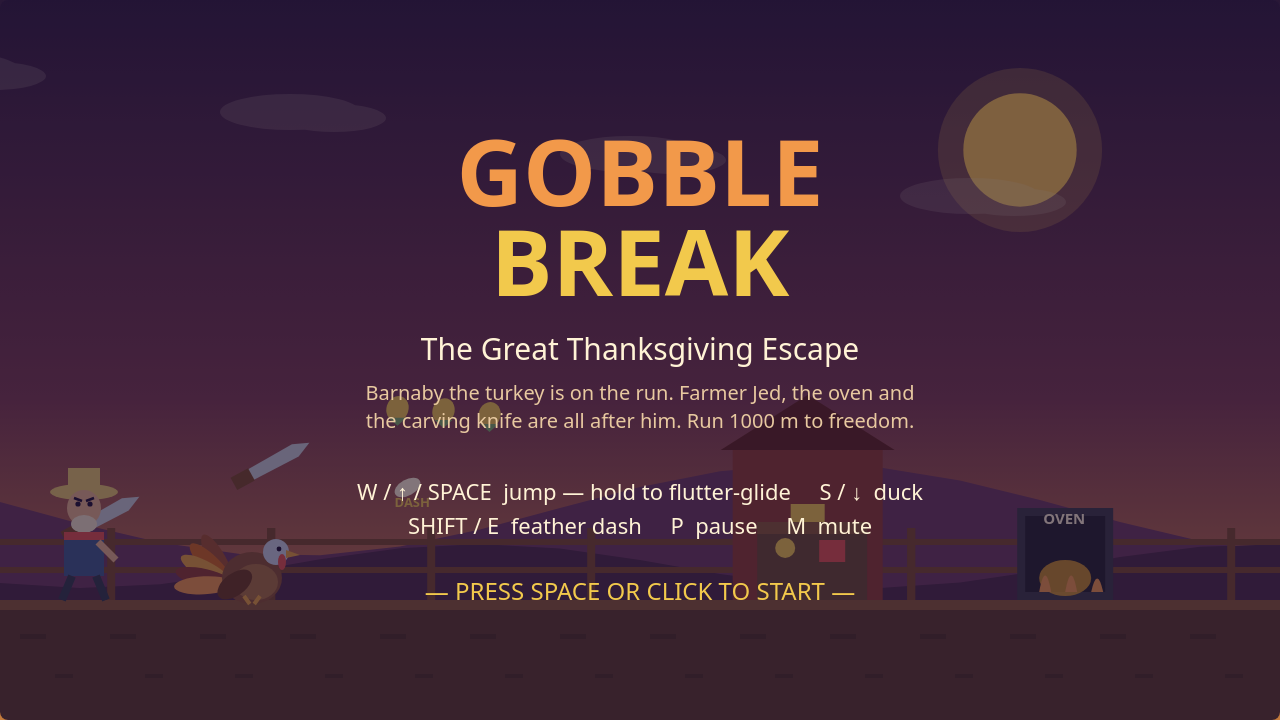 GOBBLE
BREAK
The Great Thanksgiving Escape
Barnaby the turkey is on the run. Farmer Jed, the oven and
the carving knife are all after him. Run 1000 m to freedom.
DASH
W / ↑ / SPACE  jump — hold to flutter-glide     S / ↓  duck
SHIFT / E  feather dash     P  pause     M  mute
OVEN
— PRESS SPACE OR CLICK TO START —